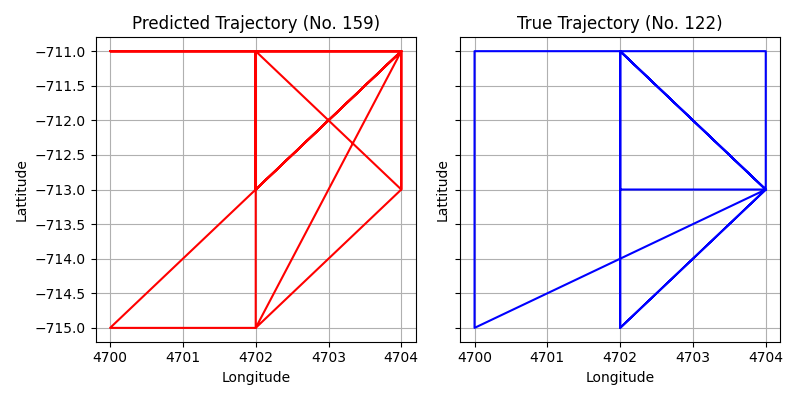 Predicted Trajectory (No. 159)
True Trajectory (No. 122)
−711.0
−711.5
−712.0
−712.5
−713.0
−713.5
−714.0
−714.5
−715.0
Lattitude
Lattitude
4700 4701 4702 4703 4704
4700 4701 4702 4703 4704
Longitude
Longitude